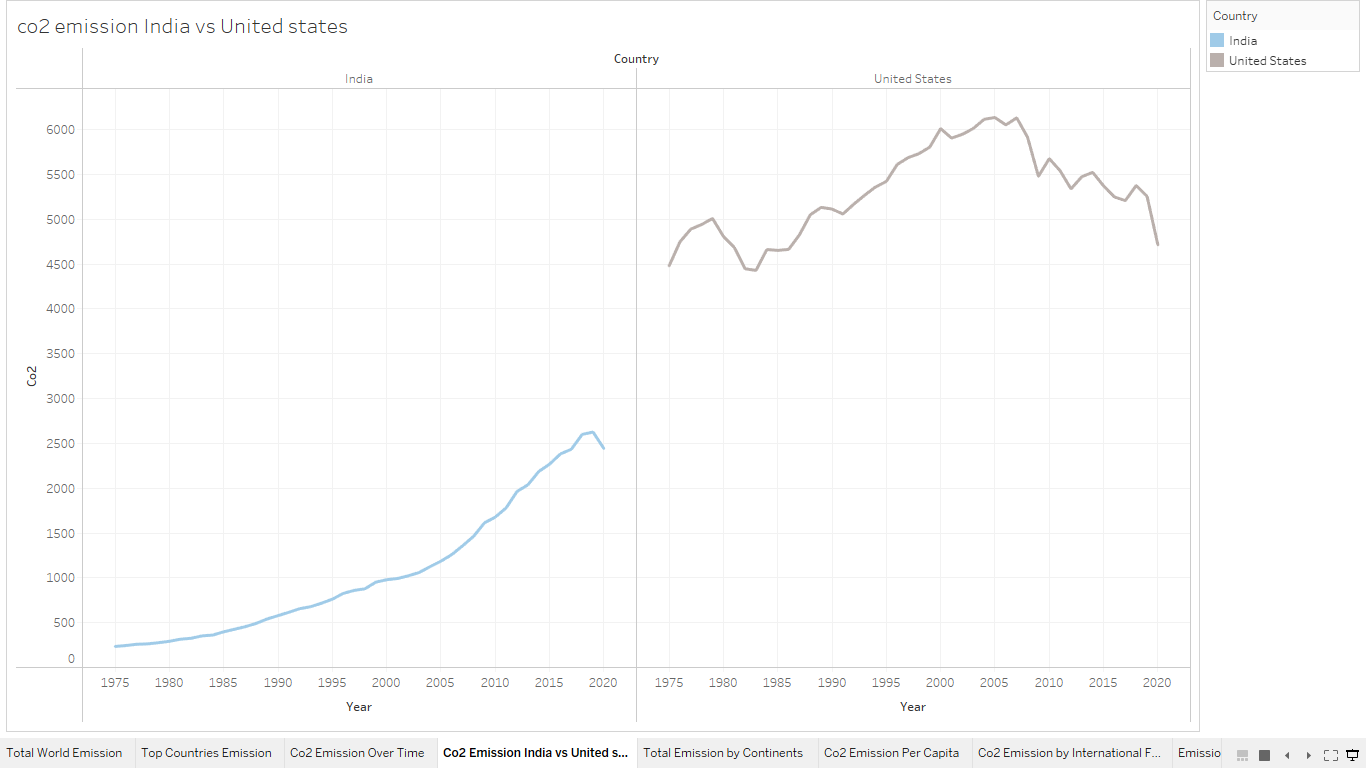 co2 emission India vs United states
Country
India
United States
Country
India United States
Co2
6000
5500
5000
4500
4000
3500
3000
2500
2000
1500
1000
500
0
1975 1980 1985 1990 1995 2000 2005 2010 2015 2020 1975 1980 1985 1990 1995 2000 2005 2010 2015 2020
Year Year
Total World Emission Top Countries Emission Co2 Emission Over Time Co2 Emission India vs United s... Total Emission by Continents Co2 Emission Per Capita Co2 Emission by International F... Emissio